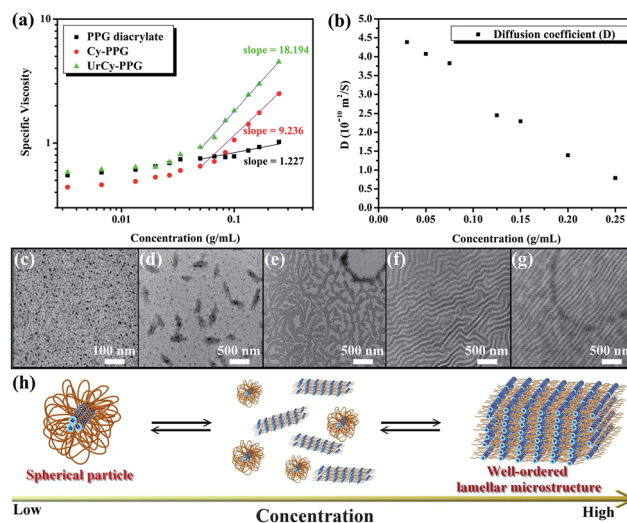 (a)
PPG diacrylate
Cy-PPG
UrCy-PPG
slope = 18.194
slope = 9.236
slope = 1.227
10
1
Specific Viscosity
0.01
0.1
Concentration (g/mL)
(b)
Diffusion coefficient (D)
5.0
4.5
4.0
3.5
3.0
2.5
2.0
1.5
1.0
0.5
0.0
D (10⁻¹⁰ m²/S)
0.00 0.05 0.10 0.15 0.20 0.25
Concentration (g/mL)
(c)
100 nm
(d)
500 nm
(e)
500 nm
(f)
500 nm
(g)
500 nm
(h)
Spherical particle
Well-ordered
lamellar microstructure
Low
Concentration
High